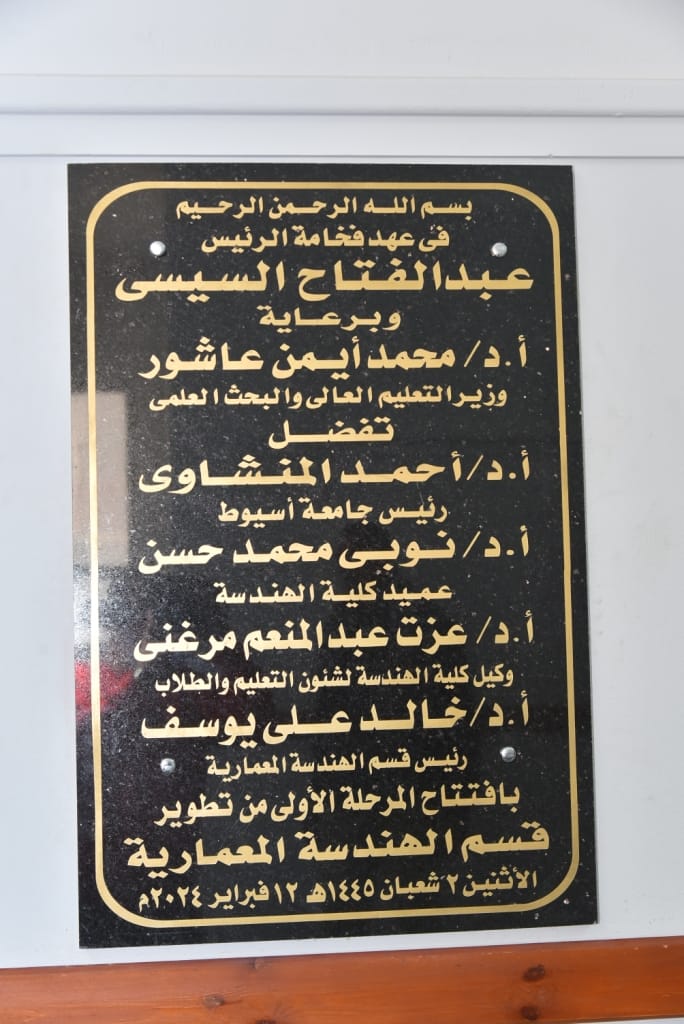 بسم الله الرحمن الرحيم
فى عهد فخامة الرئيس
عبدالفتاح السيسى
وبرعاية
أ.د/ محمد أيمن عاشور
وزير التعليم العالى والبحث العلمى
تفضل
أ.د/ أحمد المنشاوى
رئيس جامعة أسيوط
أ.د/ نوبى محمد حسن
عميد كلية الهندسة
أ.د/ عزت عبدالمنعم مرغنى
وكيل كلية الهندسة لشئون التعليم والطلاب
أ.د/ خالد على يوسف
رئيس قسم الهندسة المعمارية
بافتتاح المرحلة الأولى من تطوير
قسم الهندسة المعمارية
الأثنين ٢ شعبان ١٤٤٥هـ ١٢ فبراير ٢٠٢٤م